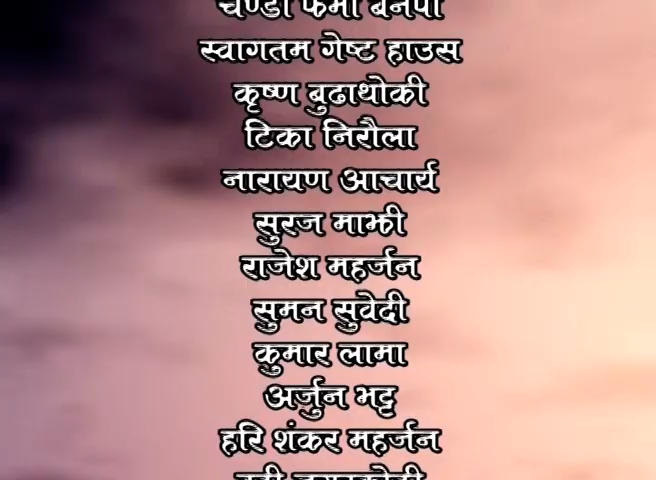 स्वागतम गेष्ट हाउस
कृष्ण बुढाथोकी
टिका निरौला
नारायण आचार्य
सुरज माझी
राजेश महर्जन
सुमन सुवेदी
कुमार लामा
अर्जुन भट्ट
हरि शंकर महर्जन